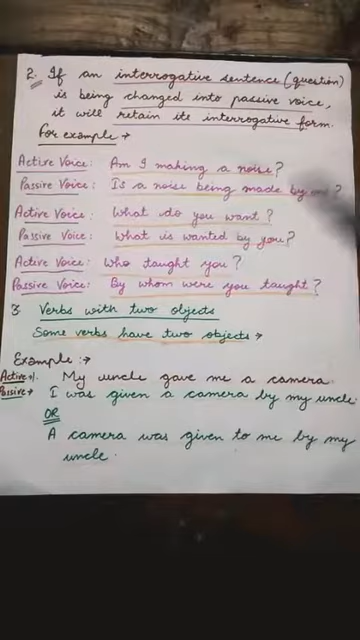 2. If an interrogative sentence (question)
is being changed into passive voice,
it will retain its interrogative form.
For example →
Active Voice: Am I making a noise?
Passive Voice: Is a noise being made by me?
Active Voice: What do you want?
Passive Voice: What is wanted by you?
Active Voice: Who taught you?
Passive Voice: By whom were you taught?
3. Verbs with two objects
Some verbs have two objects →
Example :→
Active → My uncle gave me a camera.
Passive → I was given a camera by my uncle.
OR
A camera was given to me by my
uncle.